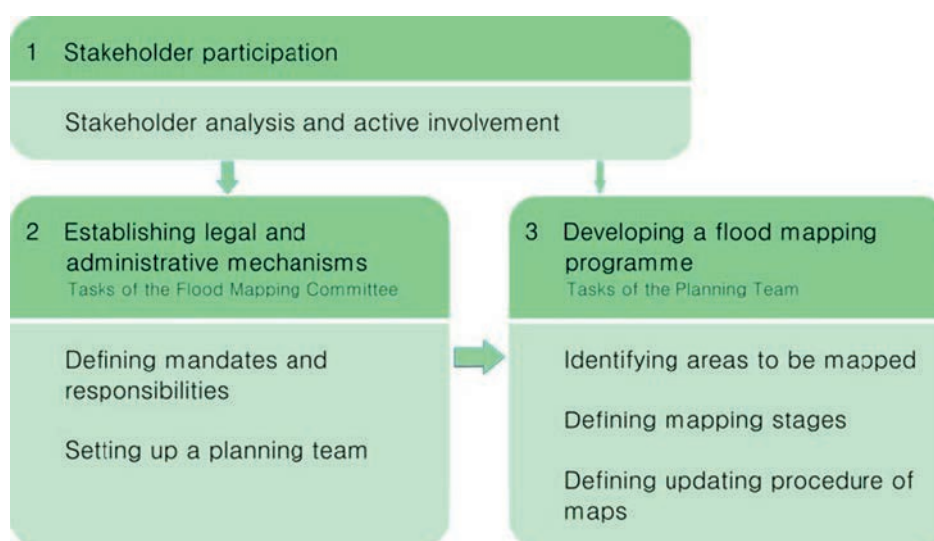 1 Stakeholder participation
Stakeholder analysis and active involvement
2 Establishing legal and
administrative mechanisms
Tasks of the Flood Mapping Committee
Defining mandates and
responsibilities
Setting up a planning team
3 Developing a flood mapping
programme
Tasks of the Planning Team
Identifying areas to be mapped
Defining mapping stages
Defining updating procedure of
maps